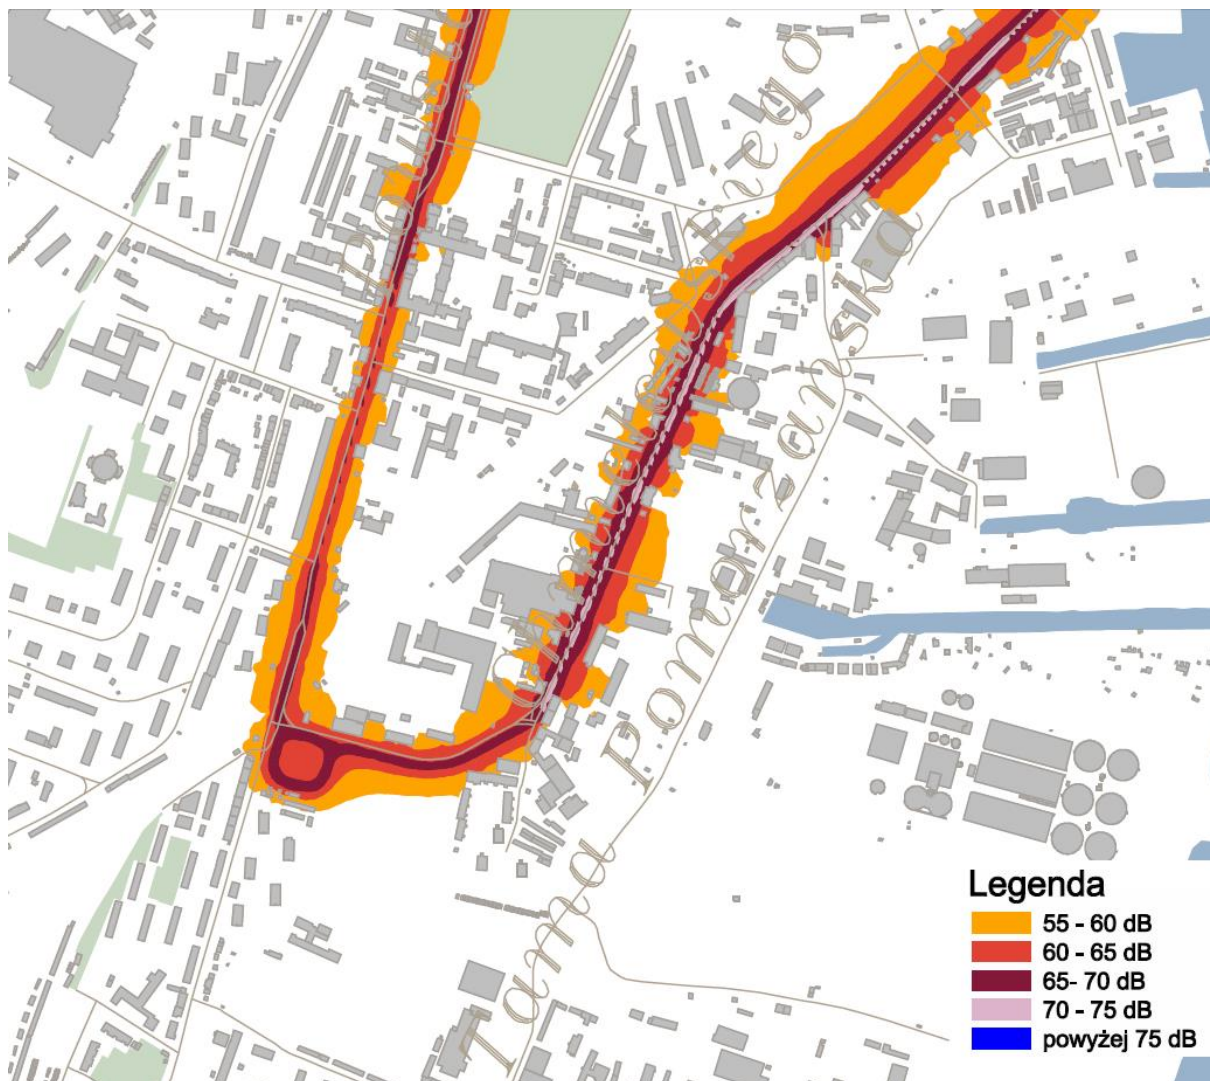 Tama Pomorzańska
Legenda
55 - 60 dB
60 - 65 dB
65- 70 dB
70 - 75 dB
powyżej 75 dB